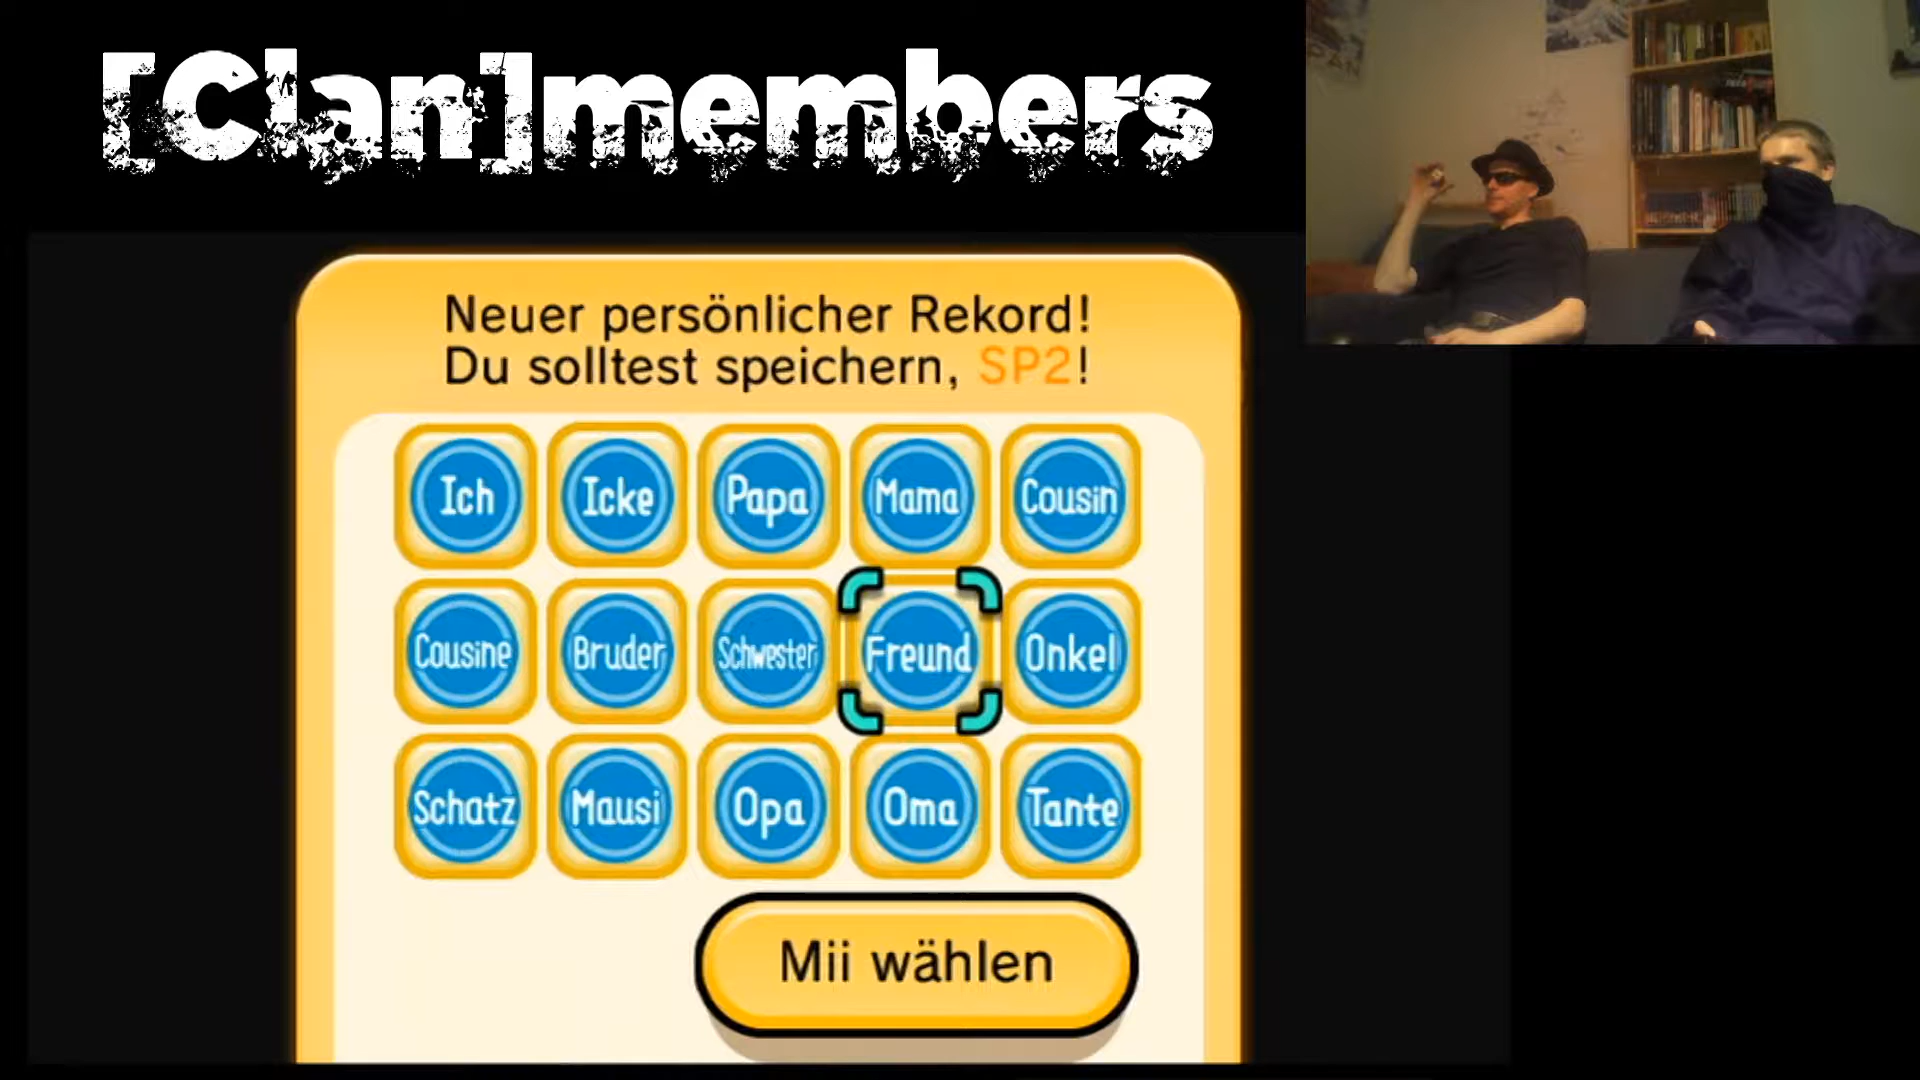 [Clan]members
Neuer persönlicher Rekord!
Du solltest speichern, SP2!
Ich Icke Papa Mama Cousin
Cousine Bruder Schwester Freund Onkel
Schatz Mausi Opa Oma Tante
Mii wählen